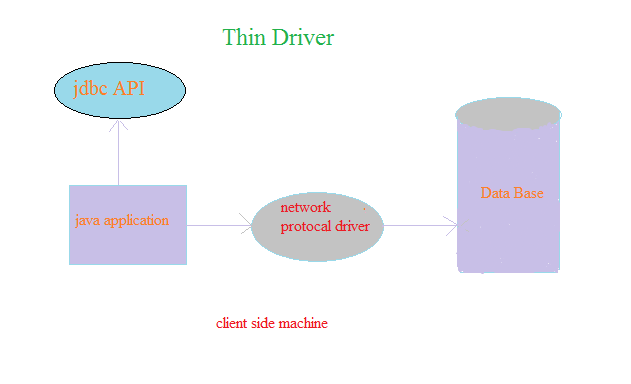 Thin Driver
jdbc API
java application
network
protocal driver
Data Base
client side machine